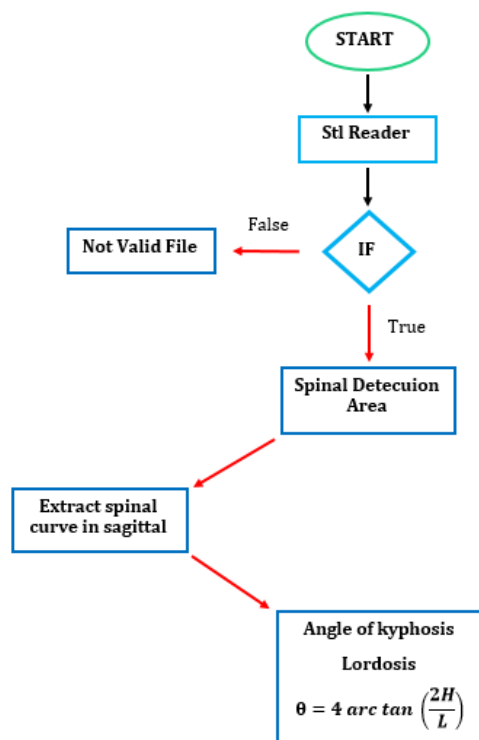 START
Stl Reader
IF
False
Not Valid File
True
Spinal Detecuion
Area
Extract spinal
curve in sagittal
Angle of kyphosis
Lordosis
θ = 4 arc tan (2H/L)